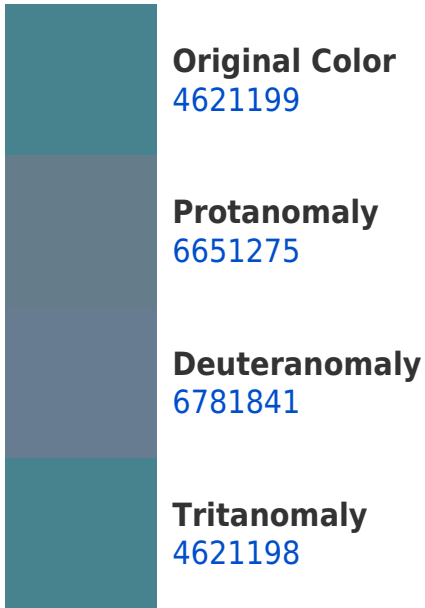 Original Color
4621199
Protanomaly
6651275
Deuteranomaly
6781841
Tritanomaly
4621198